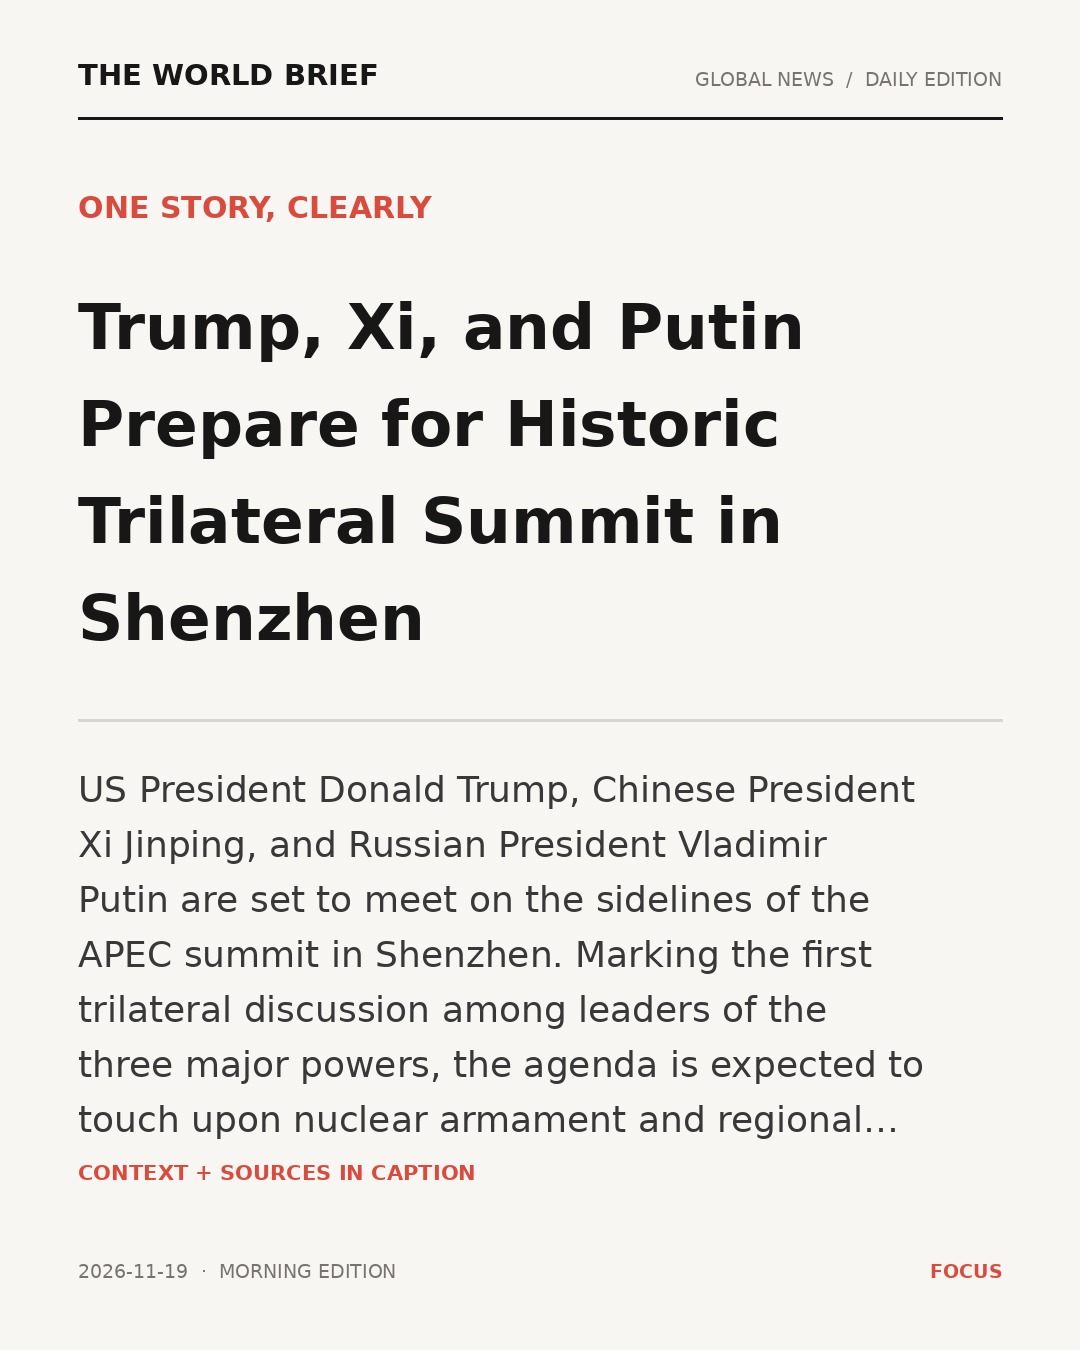 THE WORLD BRIEF
GLOBAL NEWS / DAILY EDITION
ONE STORY, CLEARLY
Trump, Xi, and Putin
Prepare for Historic
Trilateral Summit in
Shenzhen
US President Donald Trump, Chinese President
Xi Jinping, and Russian President Vladimir
Putin are set to meet on the sidelines of the
APEC summit in Shenzhen. Marking the first
trilateral discussion among leaders of the
three major powers, the agenda is expected to
touch upon nuclear armament and regional...
CONTEXT + SOURCES IN CAPTION
2026-11-19 · MORNING EDITION
FOCUS